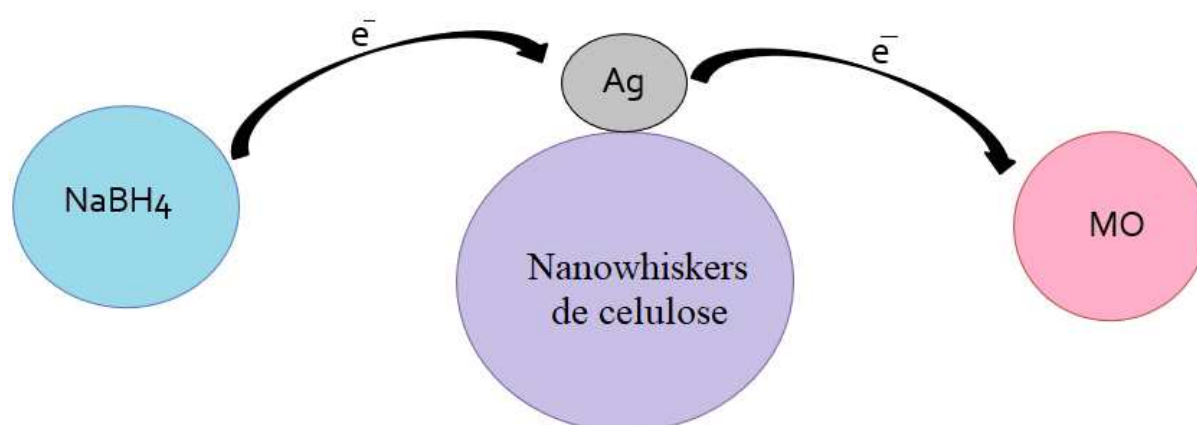 e⁻
e⁻
Ag
NaBH4
MO
Nanowhiskers
de celulose